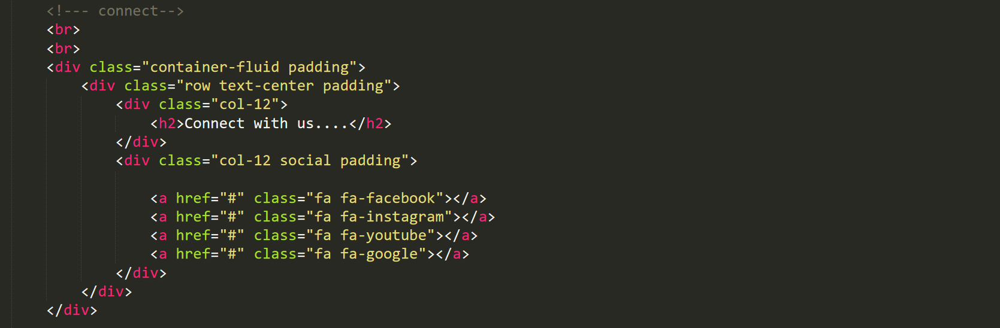 <!--- connect-->
<br>
<br>
<div class="container-fluid padding">
<div class="row text-center padding">
<div class="col-12">
<h2>Connect with us....</h2>
</div>
<div class="col-12 social padding">
<a href="#" class="fa fa-facebook"></a>
<a href="#" class="fa fa-instagram"></a>
<a href="#" class="fa fa-youtube"></a>
<a href="#" class="fa fa-google"></a>
</div>
</div>
</div>